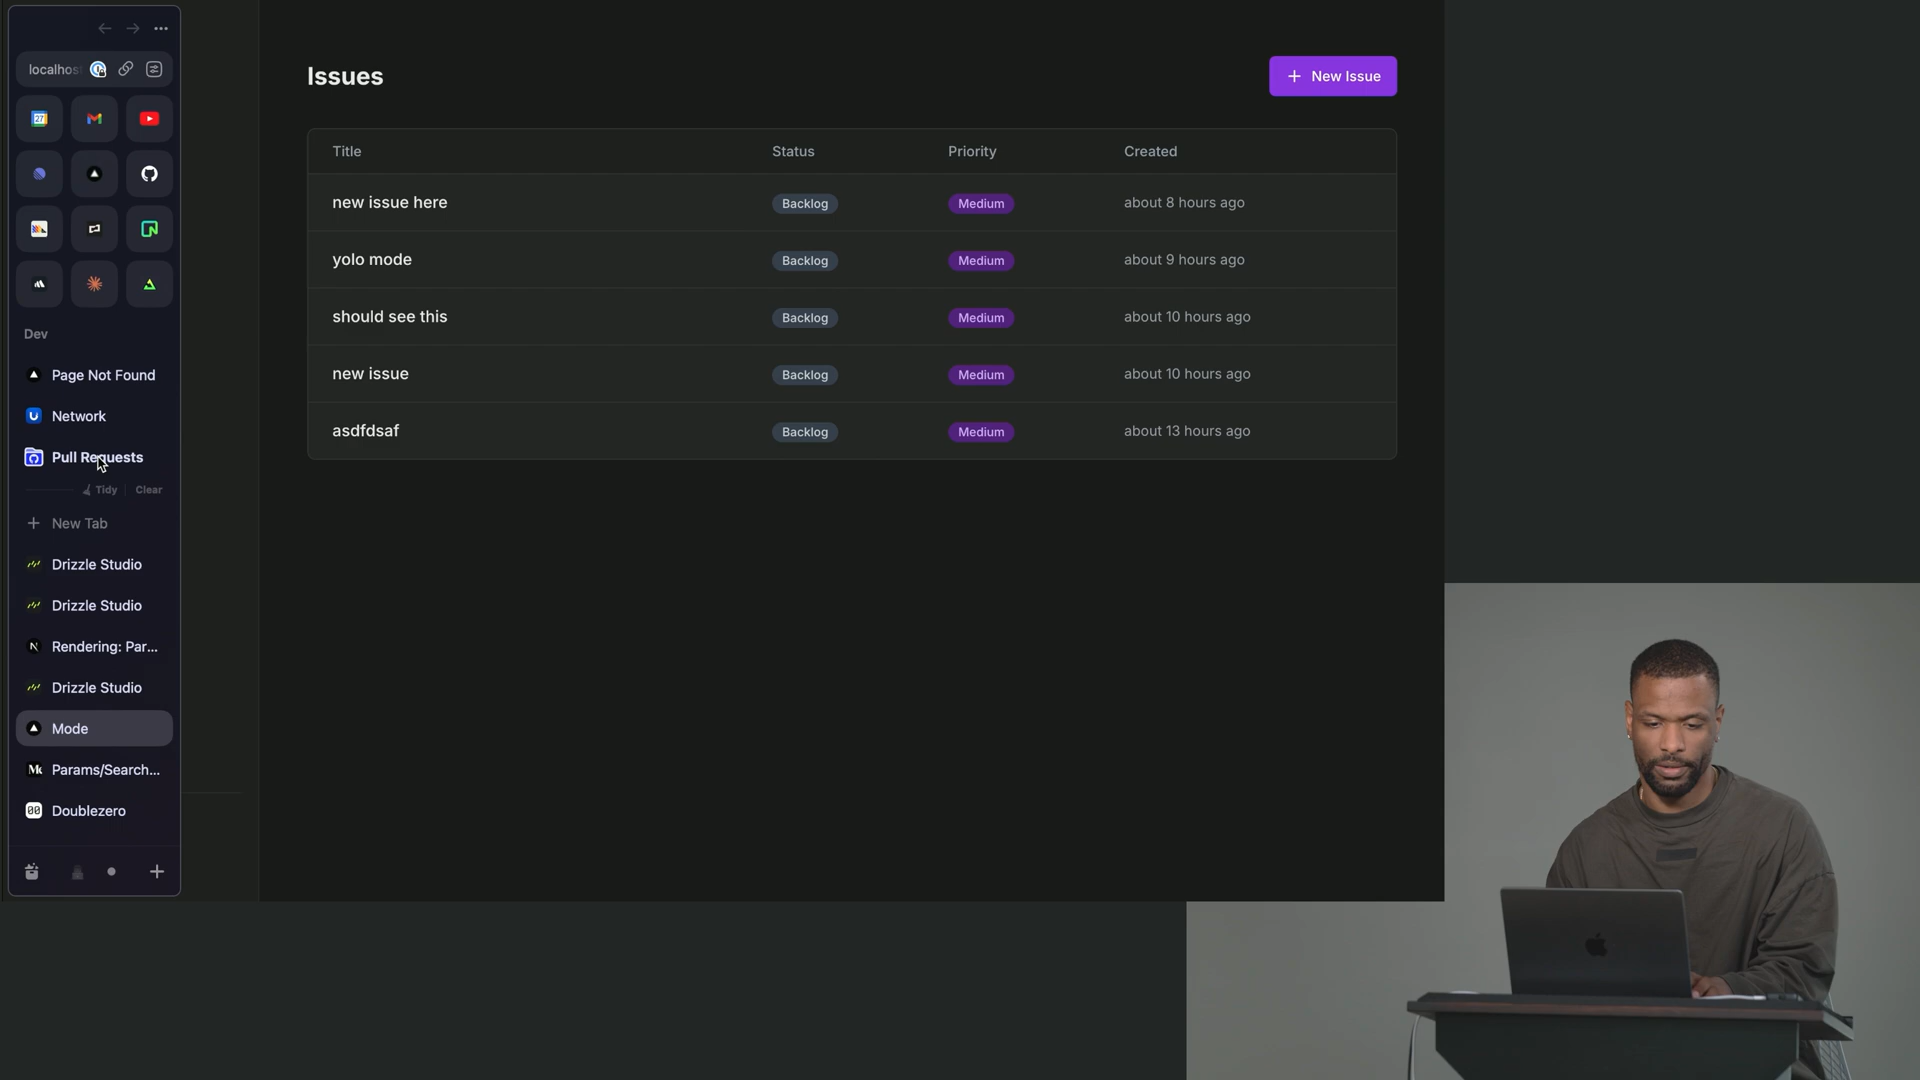 localhos
27
Dev
Page Not Found
Network
Pull Requests
Tidy
Clear
New Tab
Drizzle Studio
Drizzle Studio
Rendering: Par...
Drizzle Studio
Mode
Params/Search...
Doublezero
Issues
New Issue
Title Status Priority Created
new issue here Backlog Medium about 8 hours ago
yolo mode Backlog Medium about 9 hours ago
should see this Backlog Medium about 10 hours ago
new issue Backlog Medium about 10 hours ago
asdfdsaf Backlog Medium about 13 hours ago